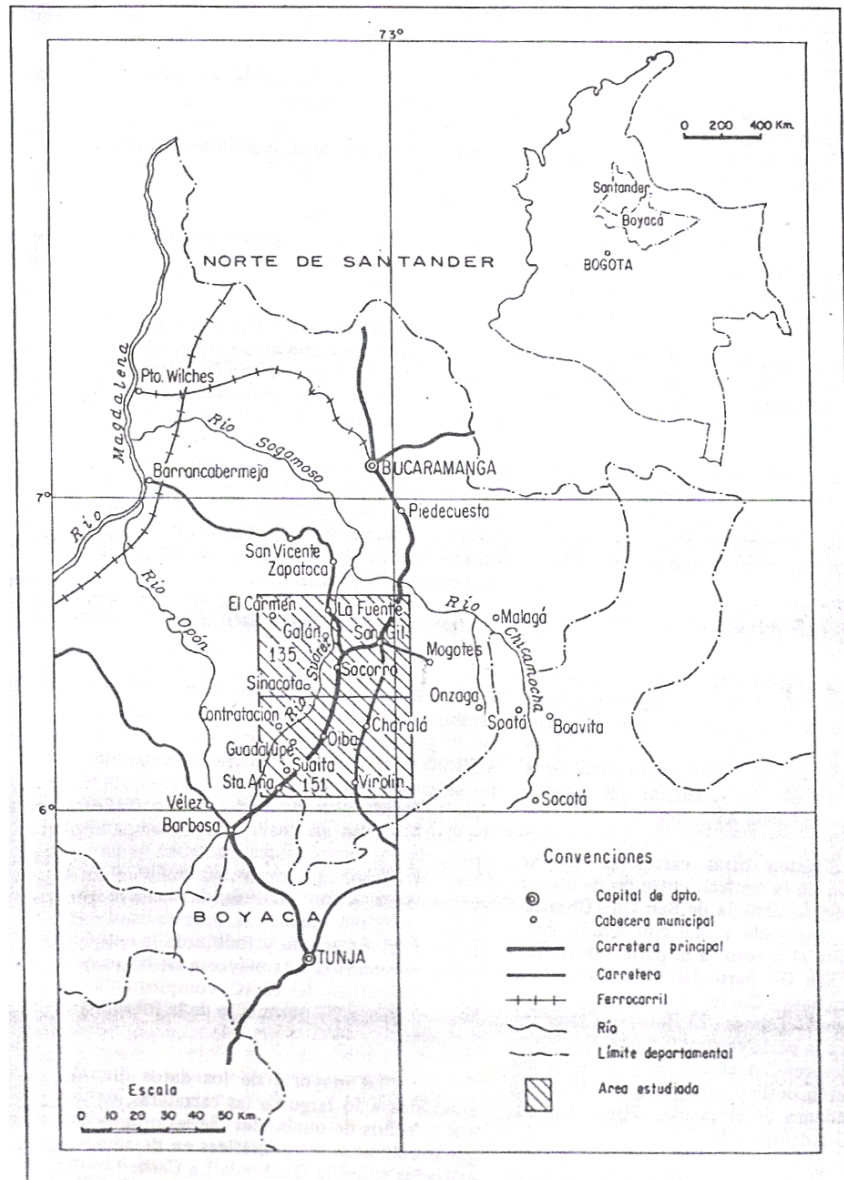 73°
0 200 400 Km.
Santander
Boyacá
BOGOTA
NORTE DE SANTANDER
Pto. Wilches
Magdalena
Río
Río Sogamoso
Barrancabermeja
BUCARAMANGA
7°
Piedecuesta
San Vicente
Zapatoca
Río Opón
El Cármen
La Fuente
Río Chicamocha
Malagá
Galán
San Gil
135
Mogotes
Río Suarez
Socorro
Sinacota
Onzaga
Contratación
Charalá
Soatá
Boavita
Guadalupe
Oiba
Suaita
Sta. Ana
151
Virolín
Vélez
Socotá
6°
Barbosa
BOYACA
TUNJA
Convenciones
Capital de dpto.
Cabecera municipal
Carretera principal
Carretera
Ferrocarril
Río
Límite departamental
Area estudiada
Escala
0 10 20 30 40 50 Km